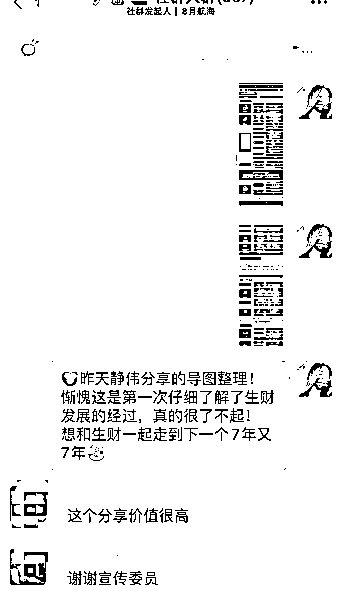 社群发起人 | 8月航海
昨天静伟分享的导图整理！
惭愧这是第一次仔细了解了生财
发展的经过，真的很了不起！
想和生财一起走到下一个7年又
7年
这个分享价值很高
谢谢宣传委员